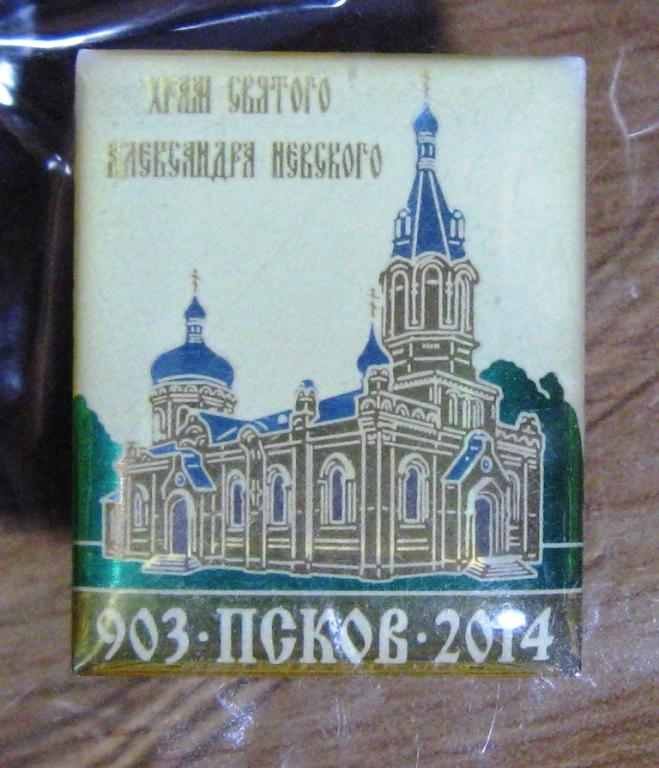 ХРАМ СВЯТОГО
АЛЕКСАНДРА НЕВСКОГО
903·ПСКОВ·2014